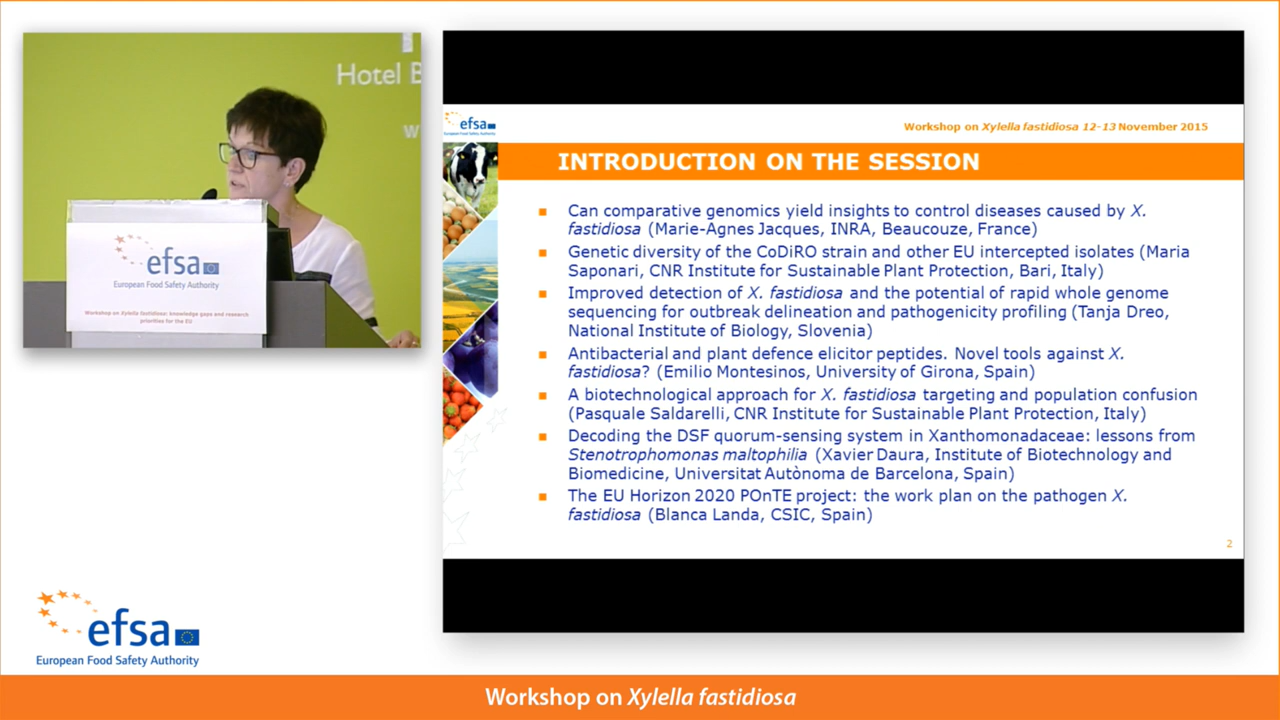 Hotel B
w
efsa
European Food Safety Authority
Workshop on Xylella fastidiosa: knowledge gaps and research
priorities for the EU
efsa
European Food Safety Authority
Workshop on Xylella fastidiosa 12-13 November 2015
INTRODUCTION ON THE SESSION
Can comparative genomics yield insights to control diseases caused by X.
fastidiosa (Marie-Agnes Jacques, INRA, Beaucouze, France)
Genetic diversity of the CoDiRO strain and other EU intercepted isolates (Maria
Saponari, CNR Institute for Sustainable Plant Protection, Bari, Italy)
Improved detection of X. fastidiosa and the potential of rapid whole genome
sequencing for outbreak delineation and pathogenicity profiling (Tanja Dreo,
National Institute of Biology, Slovenia)
Antibacterial and plant defence elicitor peptides. Novel tools against X.
fastidiosa? (Emilio Montesinos, University of Girona, Spain)
A biotechnological approach for X. fastidiosa targeting and population confusion
(Pasquale Saldarelli, CNR Institute for Sustainable Plant Protection, Italy)
Decoding the DSF quorum-sensing system in Xanthomonadaceae: lessons from
Stenotrophomonas maltophilia (Xavier Daura, Institute of Biotechnology and
Biomedicine, Universitat Autònoma de Barcelona, Spain)
The EU Horizon 2020 POnTE project: the work plan on the pathogen X.
fastidiosa (Blanca Landa, CSIC, Spain)
2
efsa
European Food Safety Authority
Workshop on Xylella fastidiosa